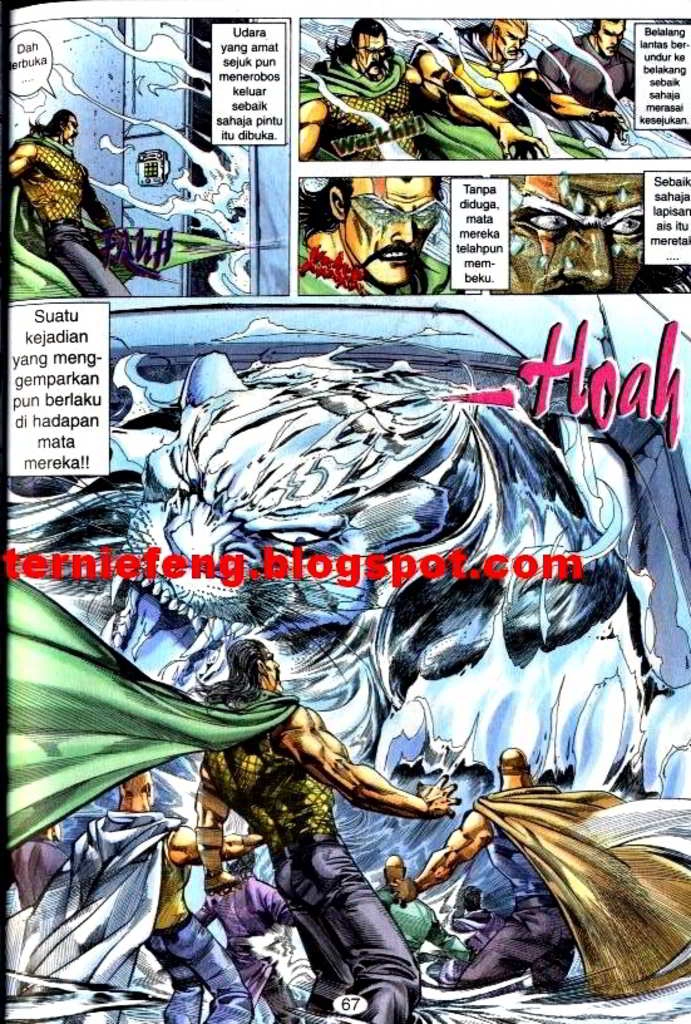 Dah
terbuka
....
Udara
yang amat
sejuk pun
menerobos
keluar
sebaik
sahaja pintu
itu dibuka.
FAUH
Belalang
lantas ber-
undur ke
belakang
sebaik
sahaja
merasai
kesejukan.
Warkhh!
Tanpa
diduga,
mata
mereka
telahpun
mem-
beku.
Sebaik
sahaja
lapisan
ais itu
meretak
....
Suatu
kejadian
yang meng-
gemparkan
pun berlaku
di hadapan
mata
mereka!!
Hoah
terniefeng.blogspot.com
67